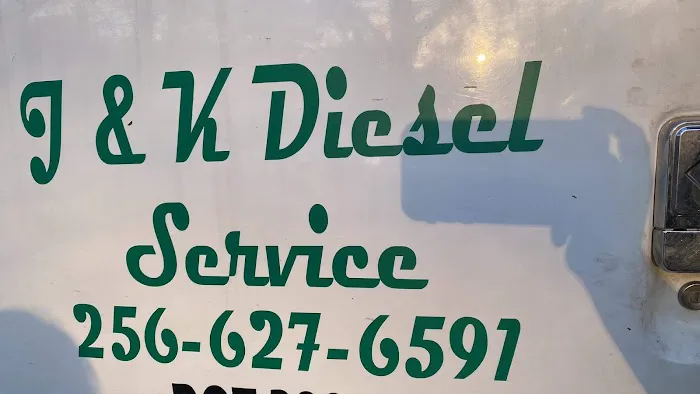 J & K Diesel
Service
256-627-6591